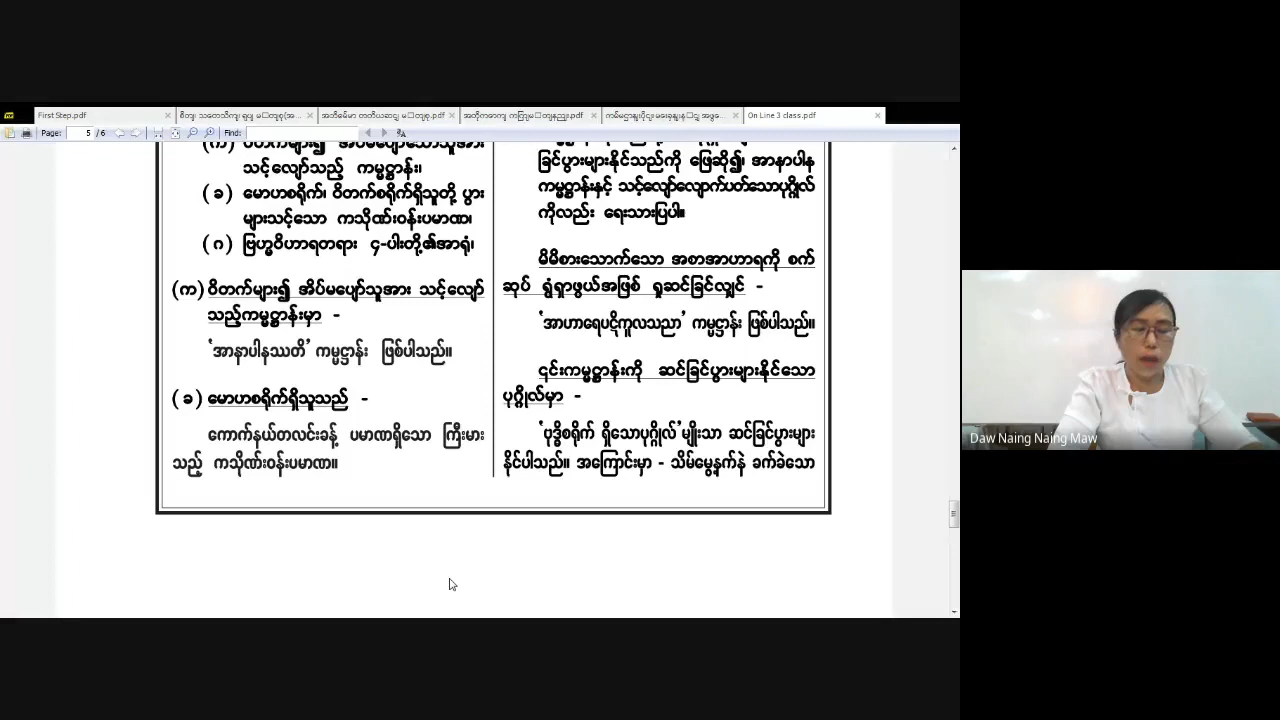 First Step.pdf
On Line 3 class.pdf
Page: 5 / 6 Find:
သင့်လျော်သည့် ကမ္မဋ္ဌာန်း၊
(ခ) မောဟစရိုက်၊ ဝိတက်စရိုက်ရှိသူတို့ ပွား
များသင့်သော ကသိုဏ်းဝန်းပမာဏ၊
(ဂ) ဗြဟ္မဝိဟာရတရား ၄-ပါးတို့၏အာရုံ၊
(က) ဝိတက်များ၍ အိပ်မပျော်သူအား သင့်လျော်
သည့်ကမ္မဋ္ဌာန်းမှာ -
‘အာနာပါနဿတိ’ ကမ္မဋ္ဌာန်း ဖြစ်ပါသည်။
(ခ) မောဟစရိုက်ရှိသူသည် -
ကောက်နယ်တလင်းခန့် ပမာဏရှိသော ကြီးမား
သည့် ကသိုဏ်းဝန်းပမာဏ။
ခြင်ပွားများနိုင်သည်ကို ဖြေဆို၍၊ အာနာပါန
ကမ္မဋ္ဌာန်းနှင့် သင့်လျော်လျောက်ပတ်သောပုဂ္ဂိုလ်
ကိုလည်း ရေးသားပြပါ။
မိမိစားသောက်သော အစာအာဟာရကို စက်
ဆုပ် ရွံရှာဖွယ်အဖြစ် ရှုဆင်ခြင်လျှင် -
‘အာဟာရေပဋိကူလသညာ’ ကမ္မဋ္ဌာန်း ဖြစ်ပါသည်။
၎င်းကမ္မဋ္ဌာန်းကို ဆင်ခြင်ပွားများနိုင်သော
ပုဂ္ဂိုလ်မှာ -
‘ဗုဒ္ဓိစရိုက် ရှိသောပုဂ္ဂိုလ်’မျိုးသာ ဆင်ခြင်ပွားများ
နိုင်ပါသည်။ အကြောင်းမှာ - သိမ်မွေ့နက်နဲ ခက်ခဲသော
Daw Naing Naing Maw